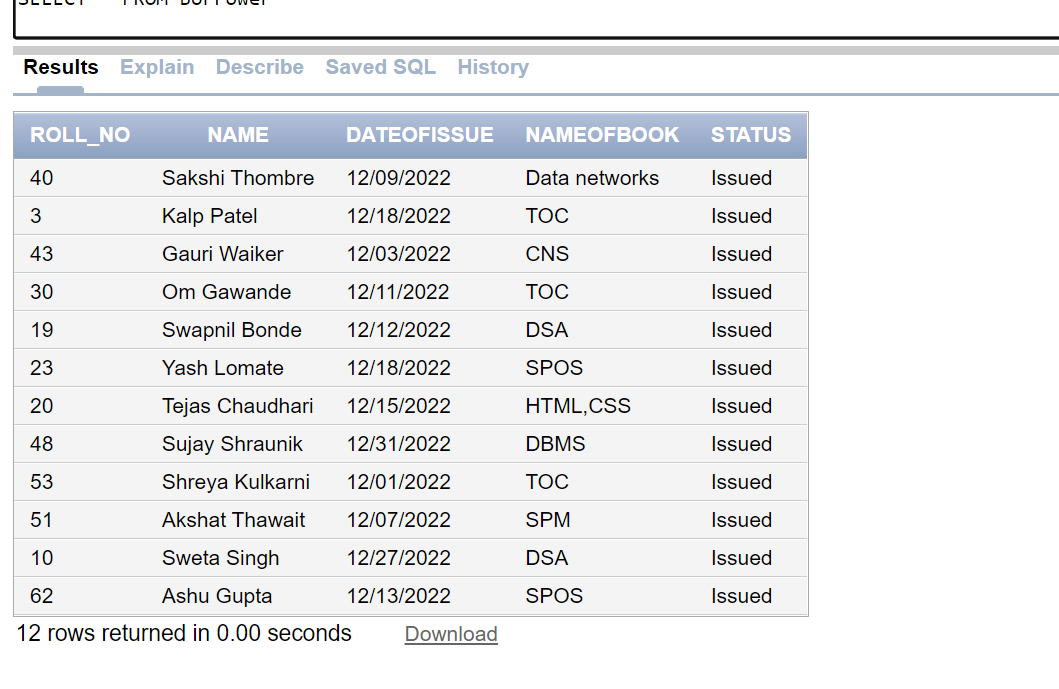 SELECT * FROM Borrower
Results Explain Describe Saved SQL History
ROLL_NO NAME DATEOFISSUE NAMEOFBOOK STATUS
40 Sakshi Thombre 12/09/2022 Data networks Issued
3 Kalp Patel 12/18/2022 TOC Issued
43 Gauri Waiker 12/03/2022 CNS Issued
30 Om Gawande 12/11/2022 TOC Issued
19 Swapnil Bonde 12/12/2022 DSA Issued
23 Yash Lomate 12/18/2022 SPOS Issued
20 Tejas Chaudhari 12/15/2022 HTML,CSS Issued
48 Sujay Shraunik 12/31/2022 DBMS Issued
53 Shreya Kulkarni 12/01/2022 TOC Issued
51 Akshat Thawait 12/07/2022 SPM Issued
10 Sweta Singh 12/27/2022 DSA Issued
62 Ashu Gupta 12/13/2022 SPOS Issued
12 rows returned in 0.00 seconds Download